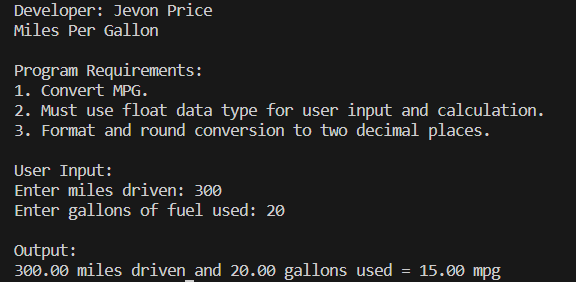 Developer: Jevon Price
Miles Per Gallon
Program Requirements:
1. Convert MPG.
2. Must use float data type for user input and calculation.
3. Format and round conversion to two decimal places.
User Input:
Enter miles driven: 300
Enter gallons of fuel used: 20
Output:
300.00 miles driven and 20.00 gallons used = 15.00 mpg